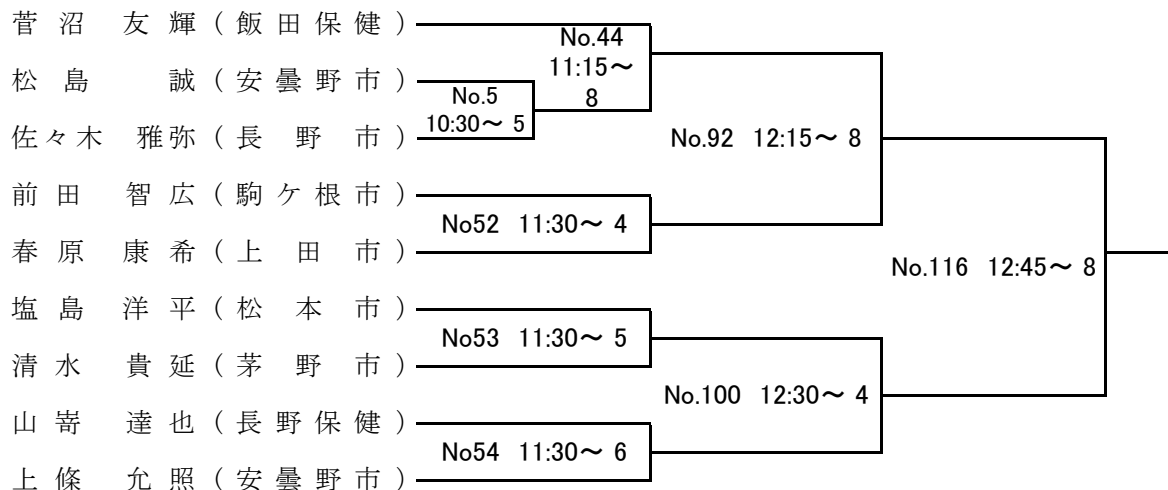 菅沼 友輝(飯田保健)
No.44
11:15～
8
松島 誠(安曇野市)
No.5
10:30～ 5
佐々木 雅弥(長野市)
No.92 12:15～ 8
前田 智広(駒ケ根市)
No52 11:30～ 4
春原 康希(上田市)
No.116 12:45～ 8
塩島 洋平(松本市)
No53 11:30～ 5
清水 貴延(茅野市)
No.100 12:30～ 4
山嵜 達也(長野保健)
No54 11:30～ 6
上條 允照(安曇野市)